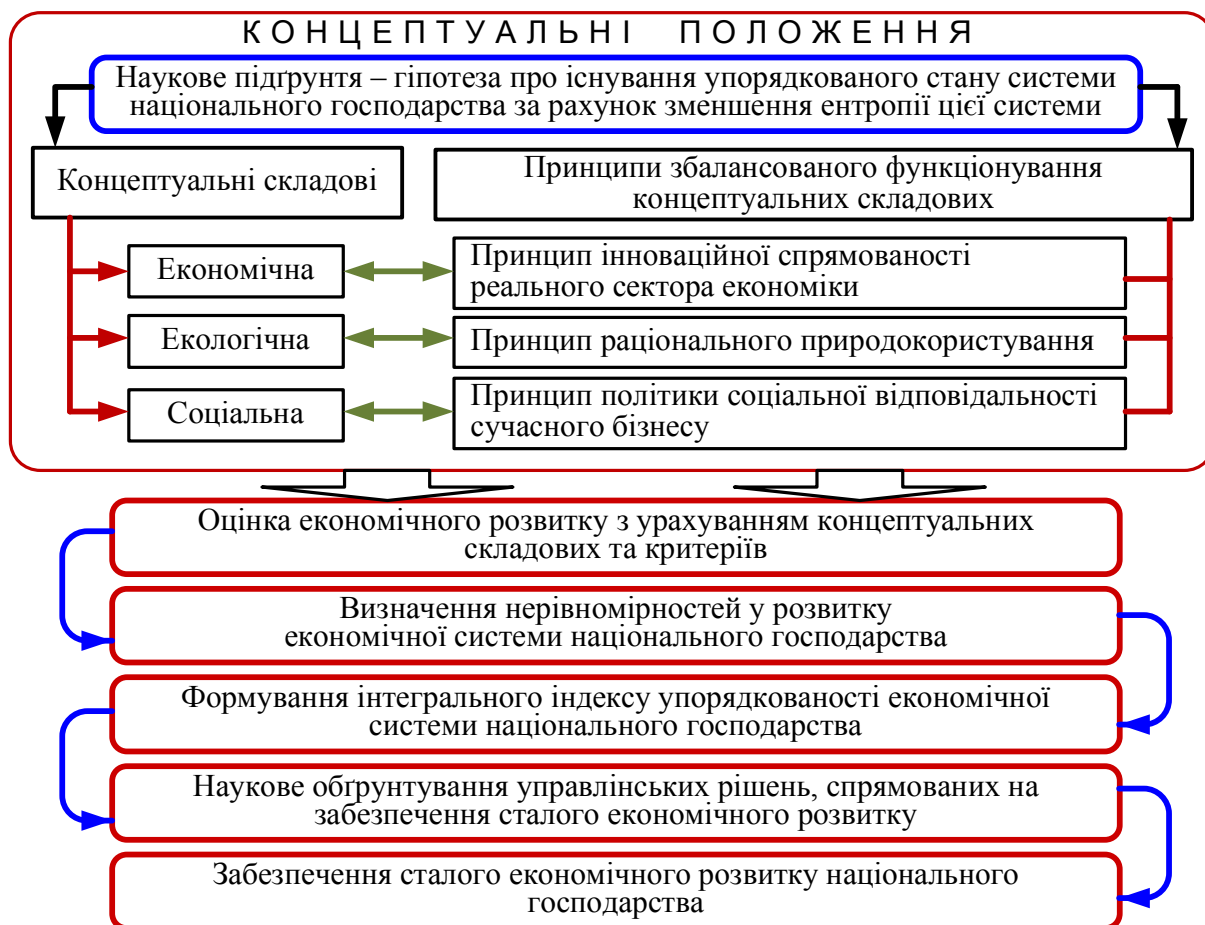 КОНЦЕПТУАЛЬНІ ПОЛОЖЕННЯ
Наукове підґрунтя – гіпотеза про існування упорядкованого стану системи
національного господарства за рахунок зменшення ентропії цієї системи
Концептуальні складові
Принципи збалансованого функціонування
концептуальних складових
Економічна
Принцип інноваційної спрямованості
реального сектора економіки
Екологічна
Принцип раціонального природокористування
Соціальна
Принцип політики соціальної відповідальності
сучасного бізнесу
Оцінка економічного розвитку з урахуванням концептуальних
складових та критеріїв
Визначення нерівномірностей у розвитку
економічної системи національного господарства
Формування інтегрального індексу упорядкованості економічної
системи національного господарства
Наукове обґрунтування управлінських рішень, спрямованих на
забезпечення сталого економічного розвитку
Забезпечення сталого економічного розвитку національного
господарства